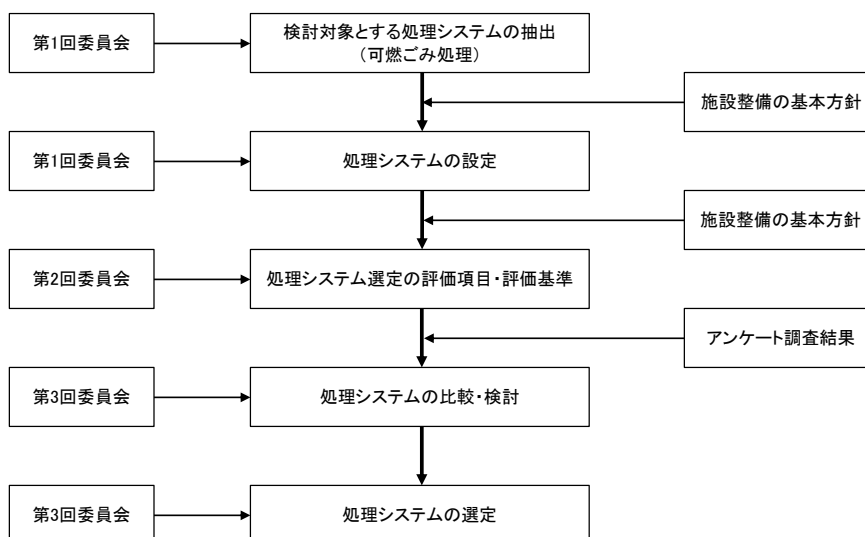 第1回委員会
検討対象とする処理システムの抽出
（可燃ごみ処理）
施設整備の基本方針
第1回委員会
処理システムの設定
施設整備の基本方針
第2回委員会
処理システム選定の評価項目・評価基準
アンケート調査結果
第3回委員会
処理システムの比較・検討
第3回委員会
処理システムの選定